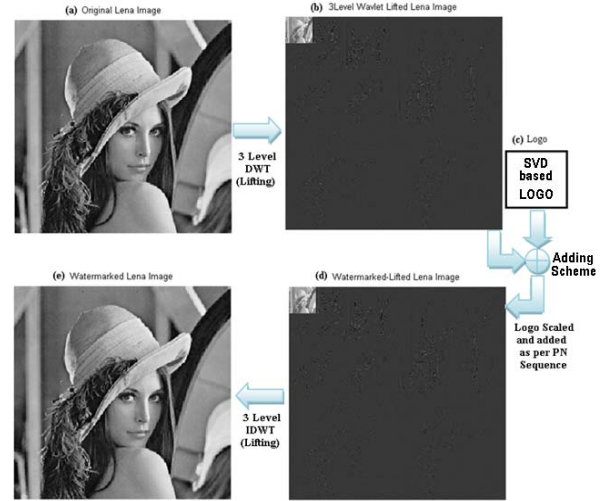 (a) Original Lena Image
(b) 3Level Wavlet Lifted Lena Image
3 Level
DWT
(Lifting)
(c) Logo
SVD
based
LOGO
Adding
Scheme
(e) Watermarked Lena Image
(d) Watermarked-Lifted Lena Image
Logo Scaled
and added
as per PN
Sequence
3 Level
IDWT
(Lifting)